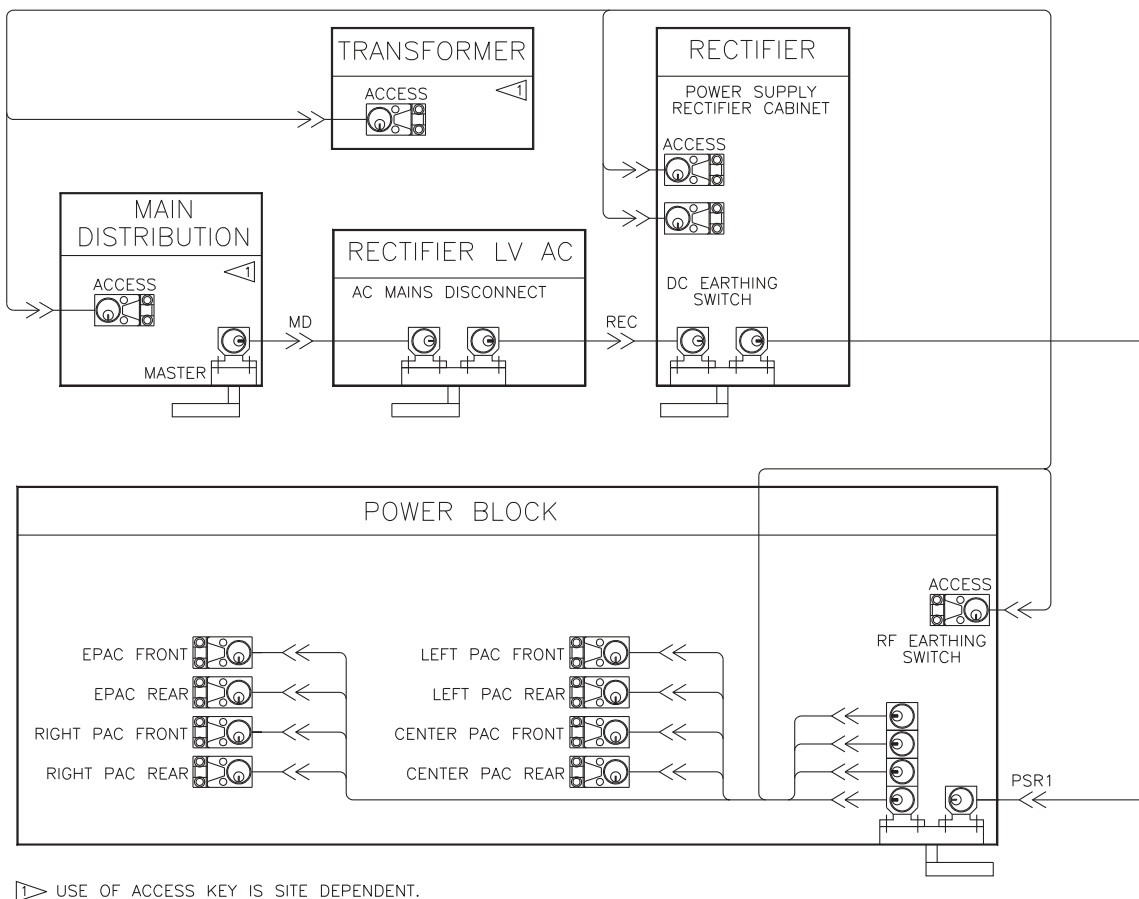 TRANSFORMER
1
ACCESS
RECTIFIER
POWER SUPPLY
RECTIFIER CABINET
ACCESS
DC EARTHING
SWITCH
MAIN
DISTRIBUTION
1
ACCESS
MASTER
MD
RECTIFIER LV AC
AC MAINS DISCONNECT
REC
POWER BLOCK
ACCESS
RF EARTHING
SWITCH
EPAC FRONT
EPAC REAR
RIGHT PAC FRONT
RIGHT PAC REAR
LEFT PAC FRONT
LEFT PAC REAR
CENTER PAC FRONT
CENTER PAC REAR
PSR1
1 USE OF ACCESS KEY IS SITE DEPENDENT.